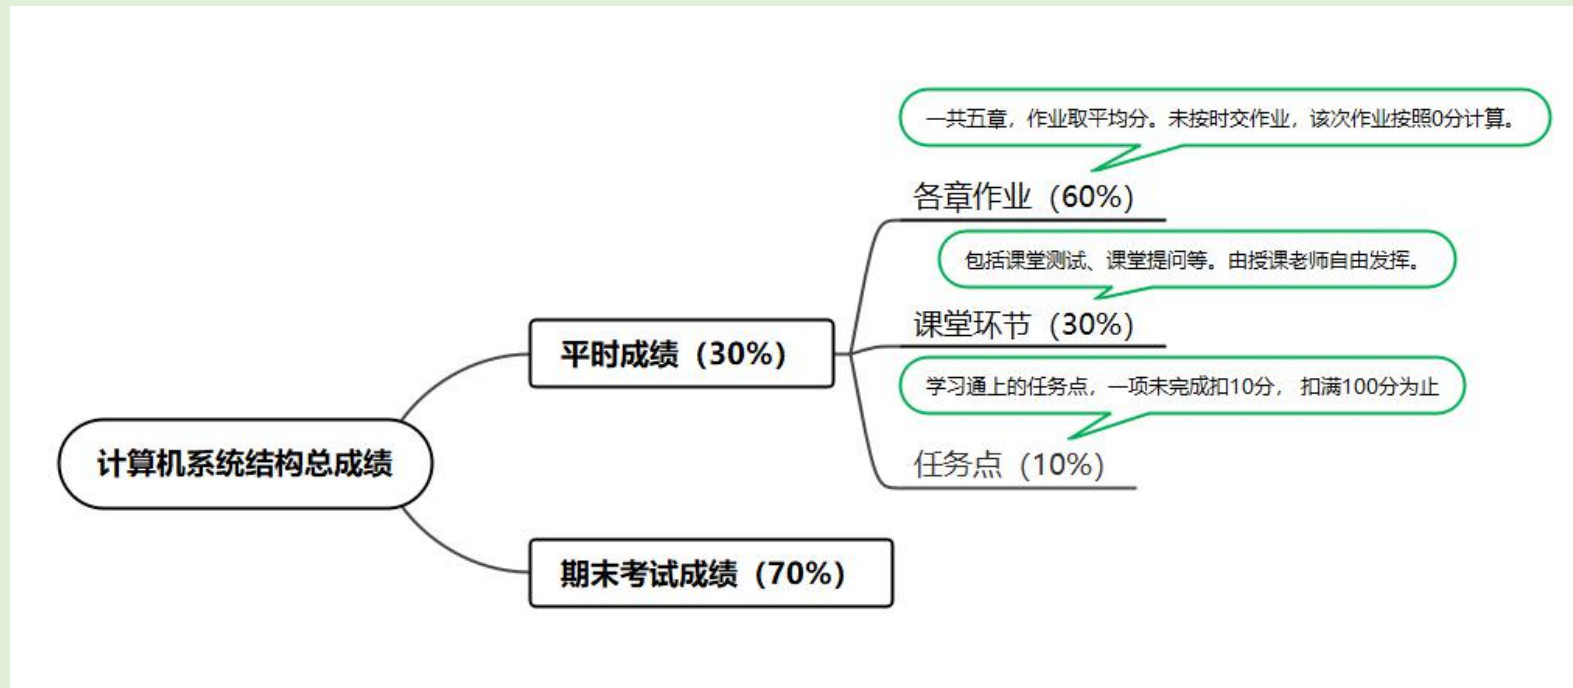 一共五章，作业取平均分。未按时交作业，该次作业按照0分计算。
各章作业（60%）
包括课堂测试、课堂提问等。由授课老师自由发挥。
课堂环节（30%）
平时成绩（30%）
学习通上的任务点，一项未完成扣10分， 扣满100分为止
计算机系统结构总成绩
任务点（10%）
期末考试成绩（70%）